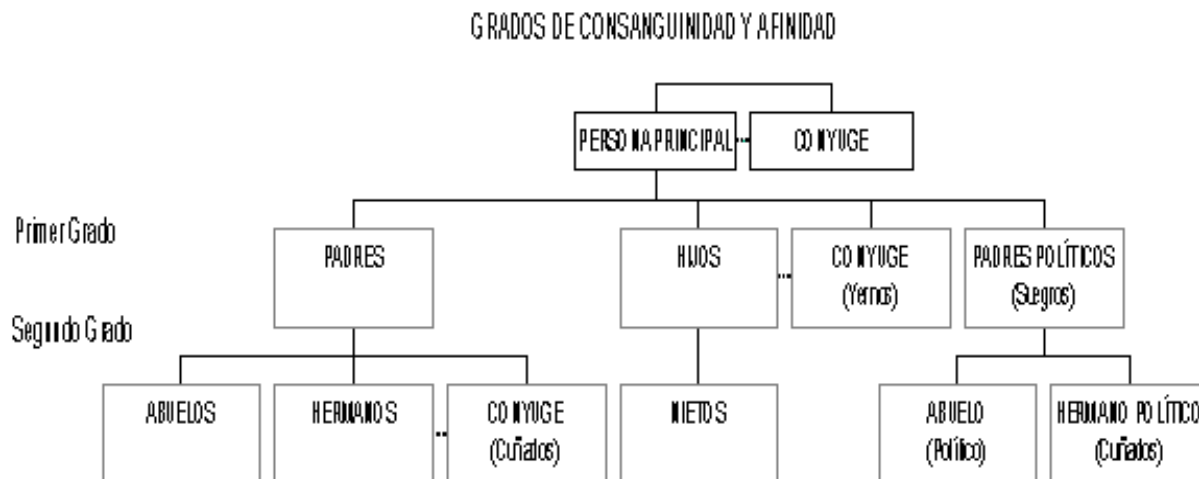 GRADOS DE CONSANGUINIDAD Y AFINIDAD
PERSONA PRINCIPAL
CONYUGE
Primer Grado
PADRES
HIJOS
CONYUGE
(Yernos)
PADRES POLÍTICOS
(Suegros)
Segundo Grado
ABUELOS
HERMANOS
CONYUGE
(Cuñados)
NIETOS
ABUELO
(Político)
HERMANO POLÍTICO
(Cuñados)